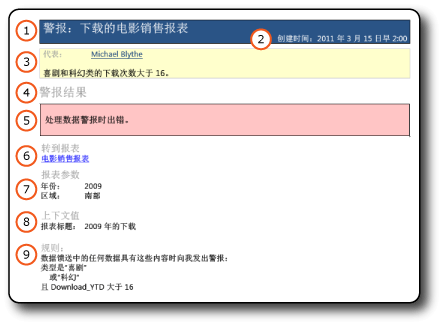 1 警报：下载的电影销售报表
2 创建时间：2011 年 3 月 15 日早 2:00
3 代表： Michael Blythe
喜剧和科幻类的下载次数大于 16。
4 警报结果
5 处理数据警报时出错。
6 转到报表
电影销售报表
报表参数
7 年份： 2009
区域： 南部
8 上下文值
报表标题： 2009 年的下载
9 规则：
数据馈送中的任何数据具有这些内容时向我发出警报：
类型是“喜剧”
或“科幻”
且 Download_YTD 大于 16